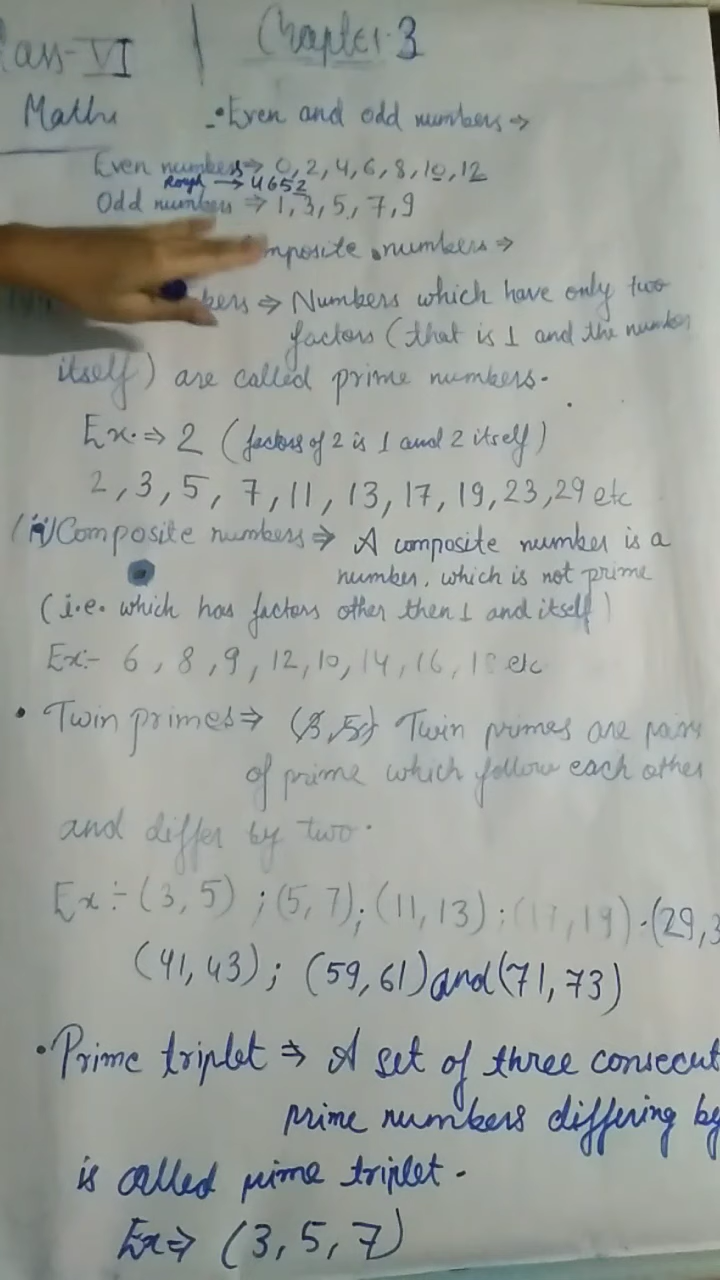 Class-VI | Chapter-3
Maths
• Even and odd numbers →
Even numbers ⇒ 0, 2, 4, 6, 8, 10, 12
Rough → 4652
Odd numbers ⇒ 1, 3, 5, 7, 9
mposite numbers ⇒
bers ⇒ Numbers which have only two
factors (that is 1 and the number
itself) are called prime numbers.
Ex. ⇒ 2 (factors of 2 is 1 and 2 itself)
2, 3, 5, 7, 11, 13, 17, 19, 23, 29 etc
(ii) Composite numbers ⇒ A composite number is a
number, which is not prime
(i.e. which has factors other then 1 and itself)
Ex:- 6, 8, 9, 12, 10, 14, 16, 18 etc
• Twin primes ⇒ (3, 5) Twin primes are pairs
of prime which follow each other
and differ by two.
Ex ÷ (3, 5) ; (5, 7) ; (11, 13) ; (17, 19) . (29, 3
(41, 43) ; (59, 61) and (71, 73)
• Prime triplet ⇒ A set of three consecut
prime numbers differing by
is called prime triplet.
Ex ⇒ (3, 5, 7)